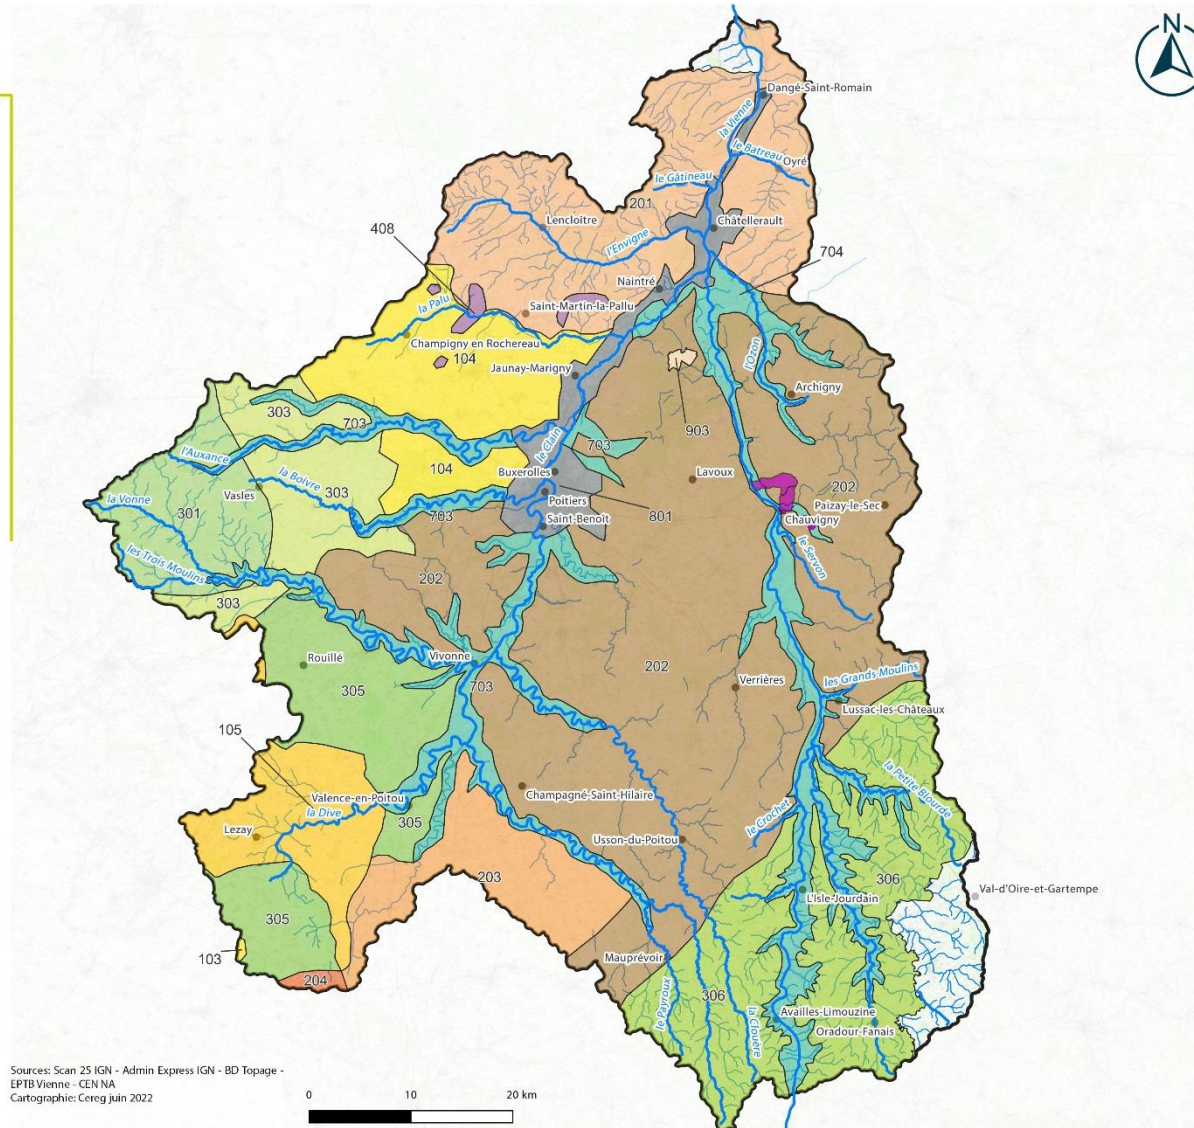 N
Dangé-Saint-Romain
la Vienne
le Batreau
Oyré
le Gâtineau
201
Châtellerault
Lencloître
l'Envigne
408
704
Naintré
la Palu
Saint-Martin-la-Pallu
Champigny en Rochereau
104
Jaunay-Marigny
l'Ozon
Archigny
303
703
903
703
le Clain
l'Auxance
104
la Boivre
Buxerolles
Lavoux
Vasles
303
202
la Vonne
Poitiers
Paizay-le-Sec
301
703
801
Saint-Benoît
Chauvigny
les Trois Moulins
le Servon
202
303
Vivonne
Rouillé
202
les Grands Moulins
305
703
Verrières
Lussac-les-Châteaux
105
la Petite Blourde
Valence-en-Poitou
Champagné-Saint-Hilaire
la Dive
305
le Crochet
Lezay
Usson-du-Poitou
203
306
L'Isle-Jourdain
Val-d'Oire-et-Gartempe
305
103
Mauprévoir
204
306
le Payroux
la Clouère
Availles-Limouzine
Oradour-Fanais
Sources: Scan 25 IGN - Admin Express IGN - BD Topage -
EPTB Vienne - CEN NA
Cartographie: Cereg juin 2022
0 10 20 km